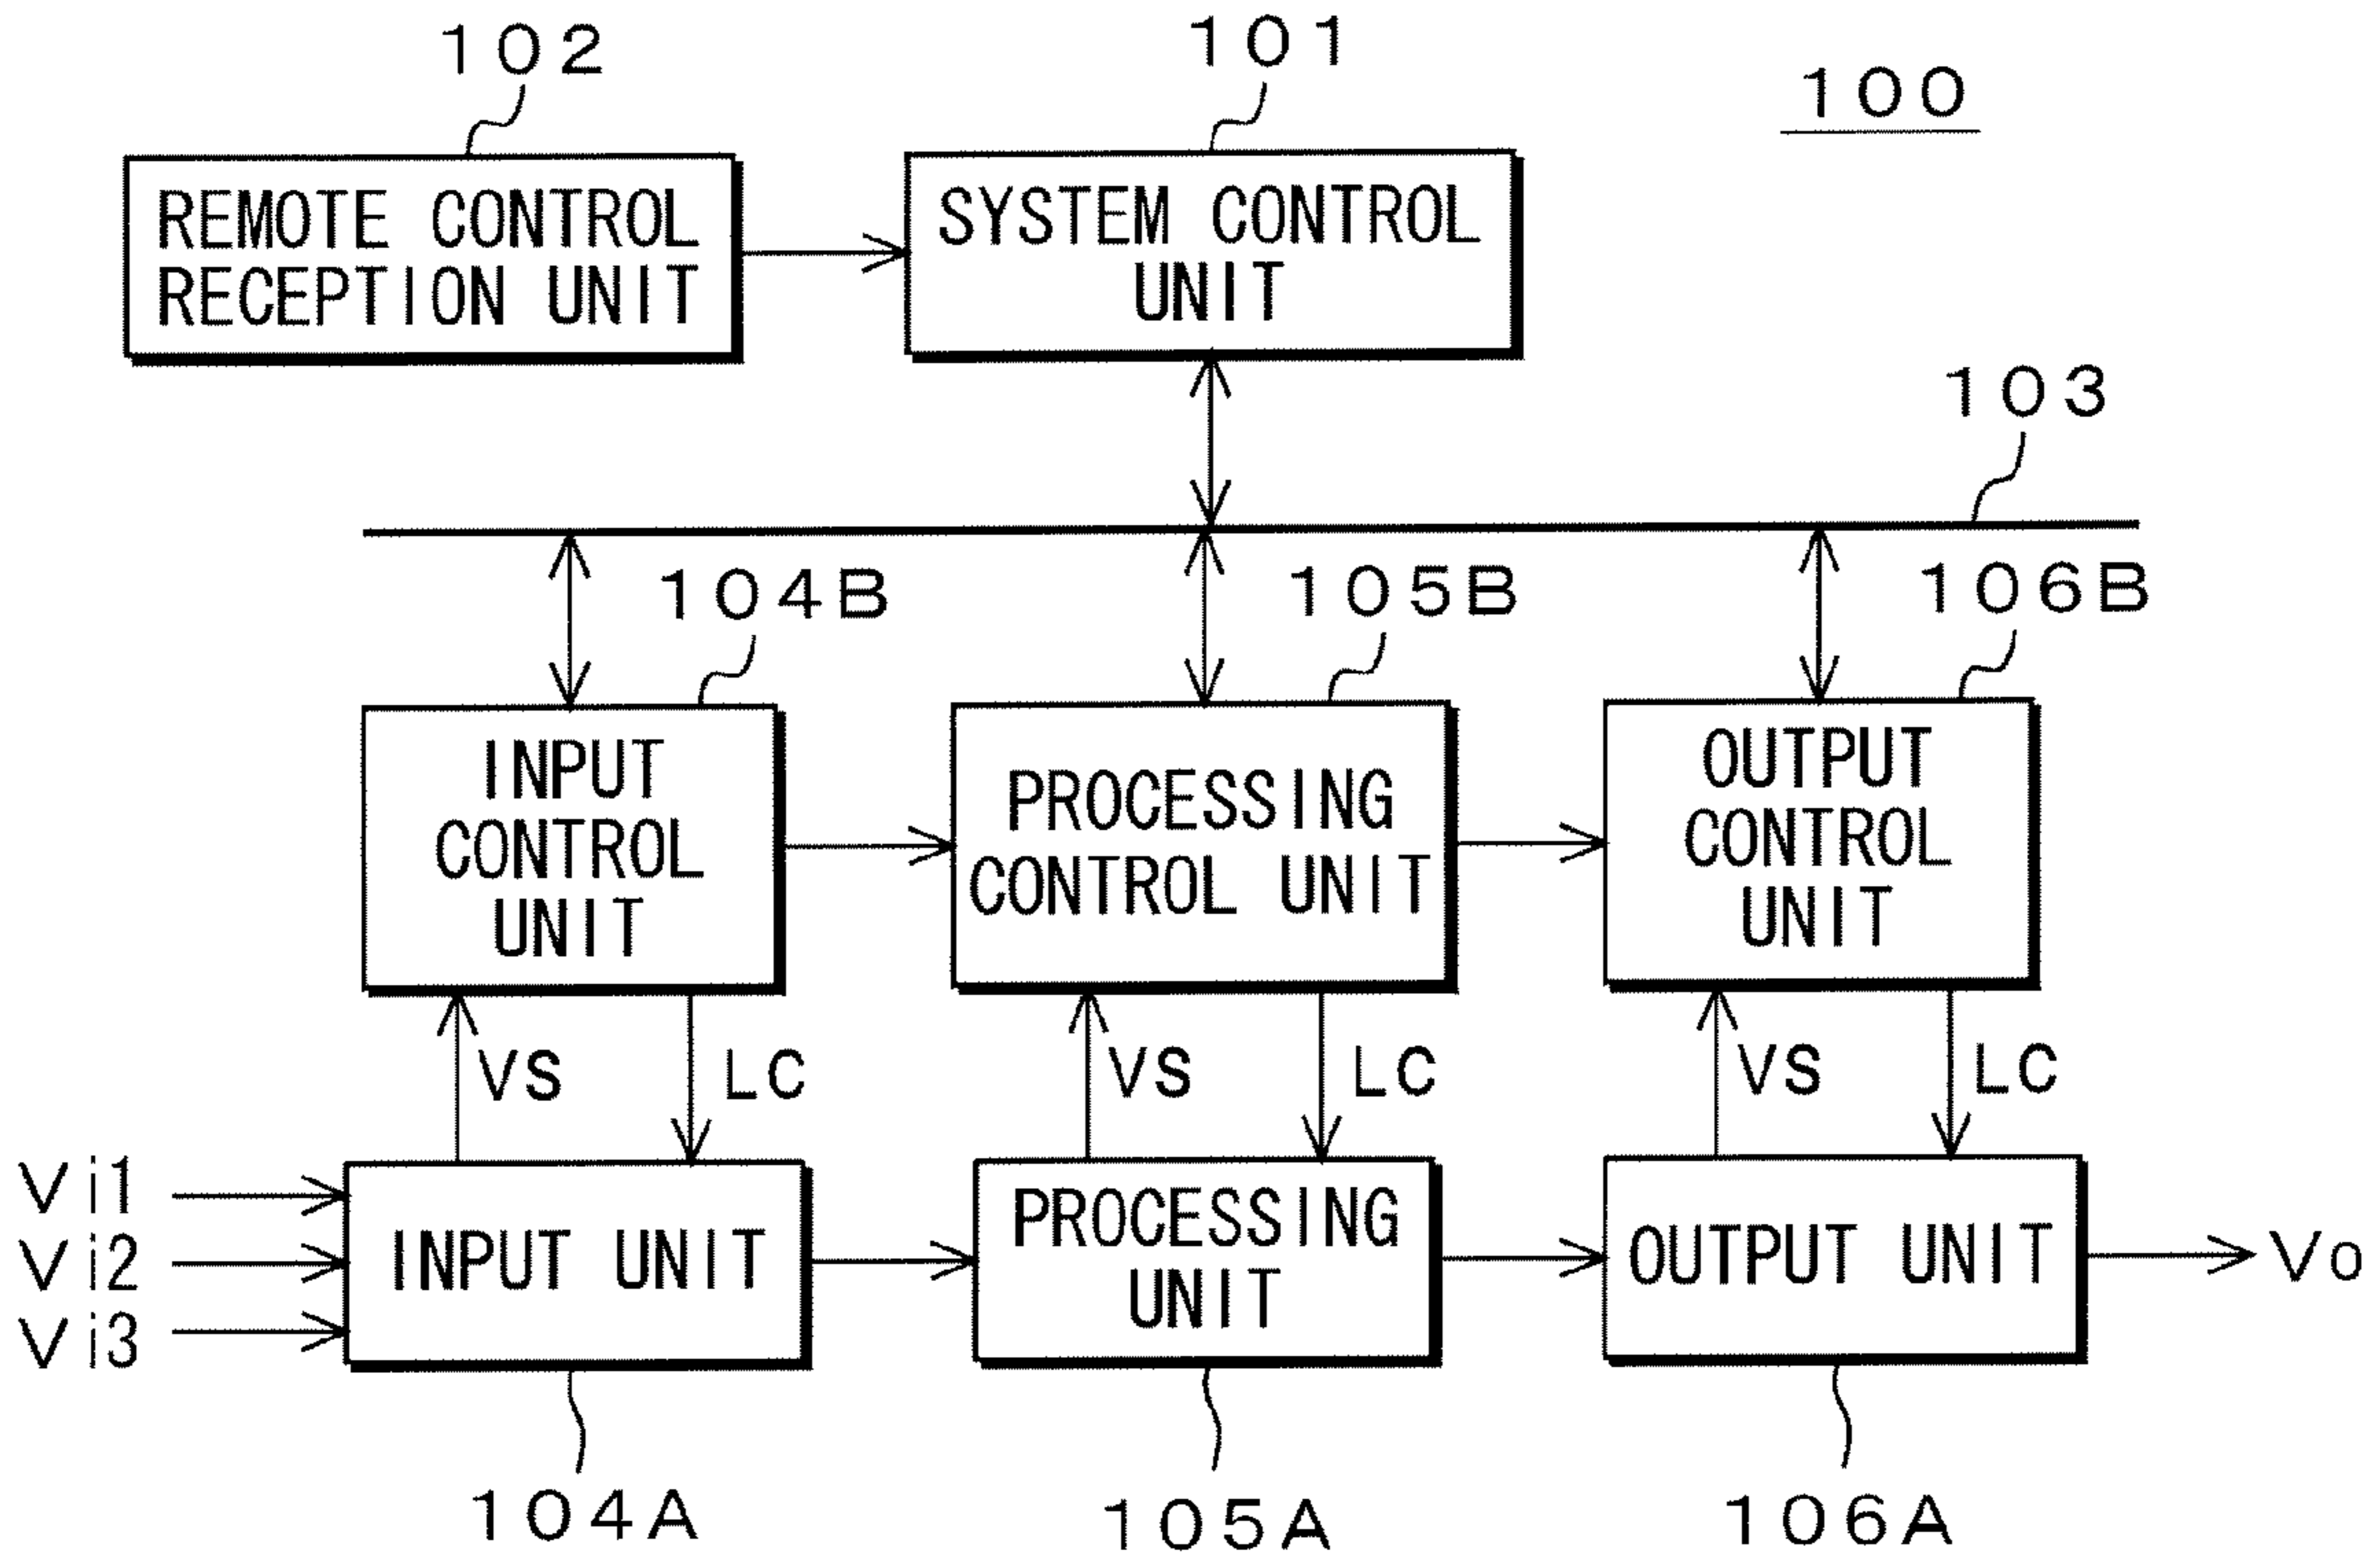 102
101
100
REMOTE CONTROL
RECEPTION UNIT
SYSTEM CONTROL
UNIT
103
104B
105B
106B
INPUT
CONTROL
UNIT
PROCESSING
CONTROL UNIT
OUTPUT
CONTROL
UNIT
VS
LC
VS
LC
VS
LC
Vi1
Vi2
Vi3
INPUT UNIT
PROCESSING
UNIT
OUTPUT UNIT
Vo
104A
105A
106A